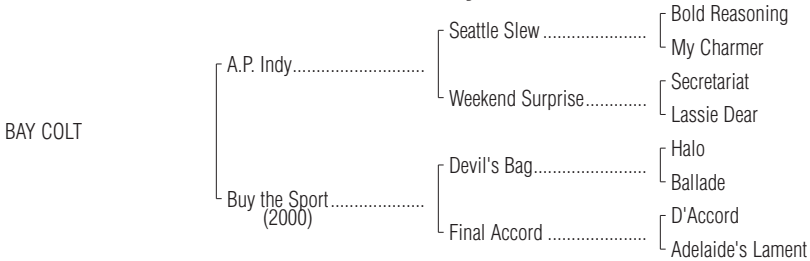 Bold Reasoning
Seattle Slew ......................
My Charmer
A.P. Indy...........................
Secretariat
Weekend Surprise.............
Lassie Dear
BAY COLT
Halo
Devil's Bag........................
Ballade
Buy the Sport....................
(2000)
D'Accord
Final Accord .....................
Adelaide's Lament